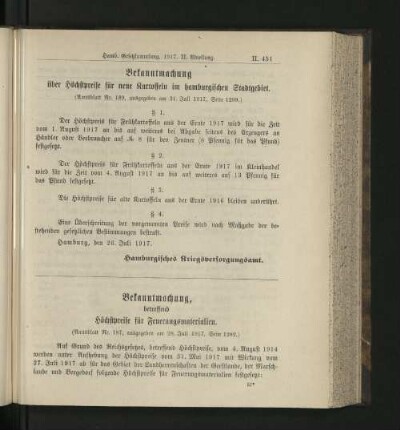 Hamb. Gesetzsammlung. 1917. II. Abteilung. II. 451
Bekanntmachung
über Höchstpreise für neue Kartoffeln im hamburgischen Stadtgebiet.
(Amtsblatt Nr. 189, ausgegeben am 31. Juli 1917, Seite 1299.)
§ 1.
Der Höchstpreis für Frühkartoffeln aus der Ernte 1917 wird für die Zeit
vom 1. August 1917 an bis auf weiteres bei Abgabe seitens des Erzeugers an
Händler oder Verbraucher auf ℳ 8 für den Zentner (8 Pfennig für das Pfund)
festgesetzt.
§ 2.
Der Höchstpreis für Frühkartoffeln aus der Ernte 1917 im Kleinhandel
wird für die Zeit vom 4. August 1917 an bis auf weiteres auf 13 Pfennig für
das Pfund festgesetzt.
§ 3.
Die Höchstpreise für alte Kartoffeln aus der Ernte 1916 bleiben unberührt.
§ 4.
Eine Überschreitung der vorgenannten Preise wird nach Maßgabe der be-
stehenden gesetzlichen Bestimmungen bestraft.
Hamburg, den 26. Juli 1917.
Hamburgisches Kriegsversorgungsamt.
Bekanntmachung,
betreffend
Höchstpreise für Feuerungsmaterialien.
(Amtsblatt Nr. 187, ausgegeben am 28. Juli 1917, Seite
Auf Grund des Reichsgesetzes, betreffend Höchstpreise, vom 4. August 1914
werden unter Aufhebung der Höchstpreise vom 31. Mai 1917 mit Wirkung vom
27. Juli 1917 ab für das Gebiet der Landherrenschaften der Geestlande, der Marsch-
lande und Bergedorf folgende Höchstpreise für Feuerungsmaterialien festgesetzt: